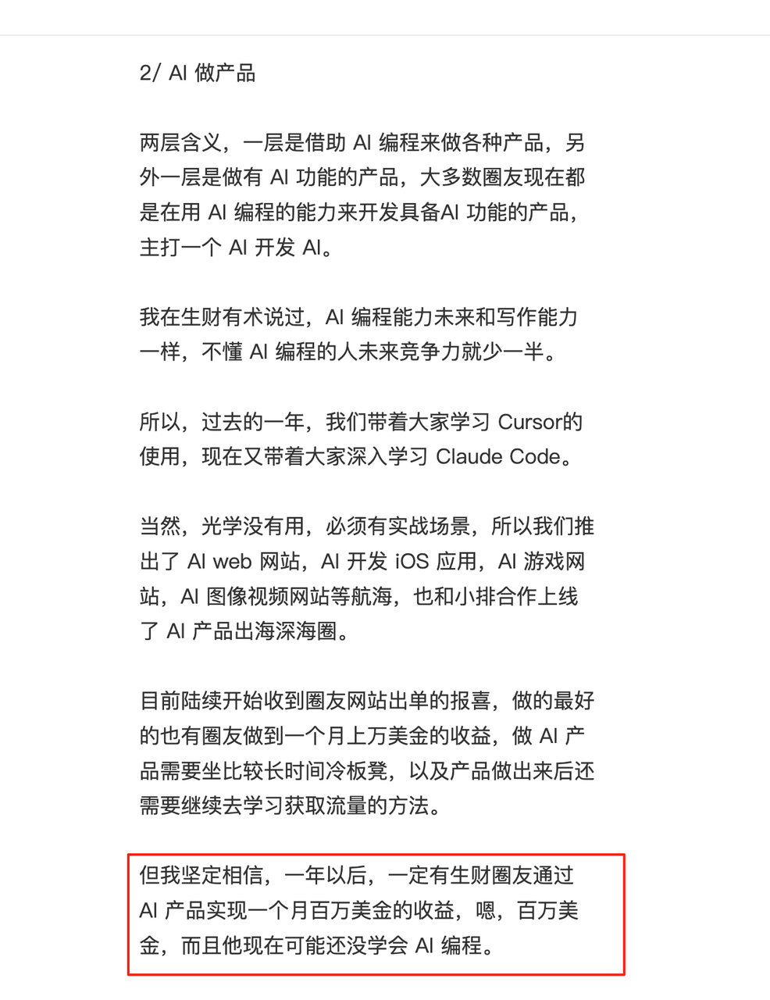 2/ AI 做产品
两层含义，一层是借助 AI 编程来做各种产品，另
外一层是做有 AI 功能的产品，大多数圈友现在都
是在用 AI 编程的能力来开发具备AI 功能的产品，
主打一个 AI 开发 AI。
我在生财有术说过，AI 编程能力未来和写作能力
一样，不懂 AI 编程的人未来竞争力就少一半。
所以，过去的一年，我们带着大家学习 Cursor的
使用，现在又带着大家深入学习 Claude Code。
当然，光学没有用，必须有实战场景，所以我们推
出了 AI web 网站，AI 开发 iOS 应用，AI 游戏网
站，AI 图像视频网站等航海，也和小排合作上线
了 AI 产品出海深海圈。
目前陆续开始收到圈友网站出单的报喜，做的最好
的也有圈友做到一个月上万美金的收益，做 AI 产
品需要坐比较长时间冷板凳，以及产品做出来后还
需要继续去学习获取流量的方法。
但我坚定相信，一年以后，一定有生财圈友通过
AI 产品实现一个月百万美金的收益，嗯，百万美
金，而且他现在可能还没学会 AI 编程。